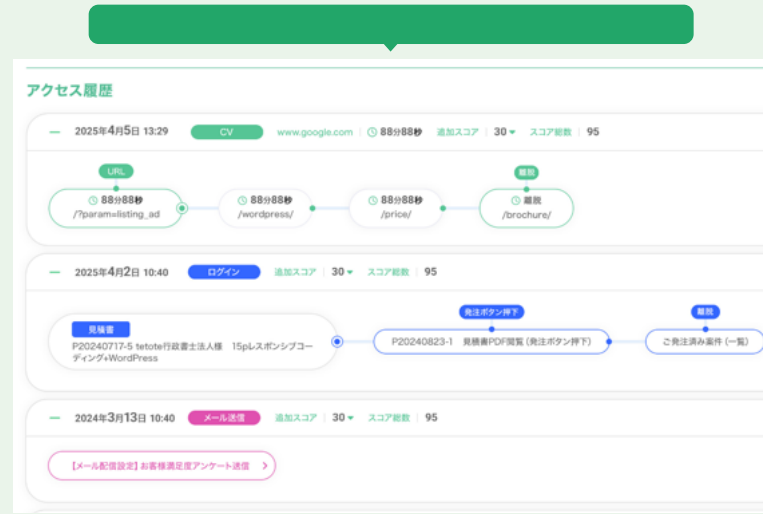 アクセス履歴
2025年4月5日 13:29 CV www.google.com 88分88秒 追加スコア 30 スコア総数 95
URL 離脱
88分88秒 88分88秒 88分88秒 離脱
/?param=listing_ad /wordpress/ /price/ /brochure/
2025年4月2日 10:40 ログイン 追加スコア 30 スコア総数 95
発注ボタン押下 離脱
見積書
P20240717-5 tetote行政書士法人様 15pレスポンシブコー
ディング+WordPress
P20240823-1 見積書PDF閲覧(発注ボタン押下) ご発注済み案件(一覧)
2024年3月13日 10:40 メール送信 追加スコア 30 スコア総数 95
【メール配信設定】お客様満足度アンケート送信